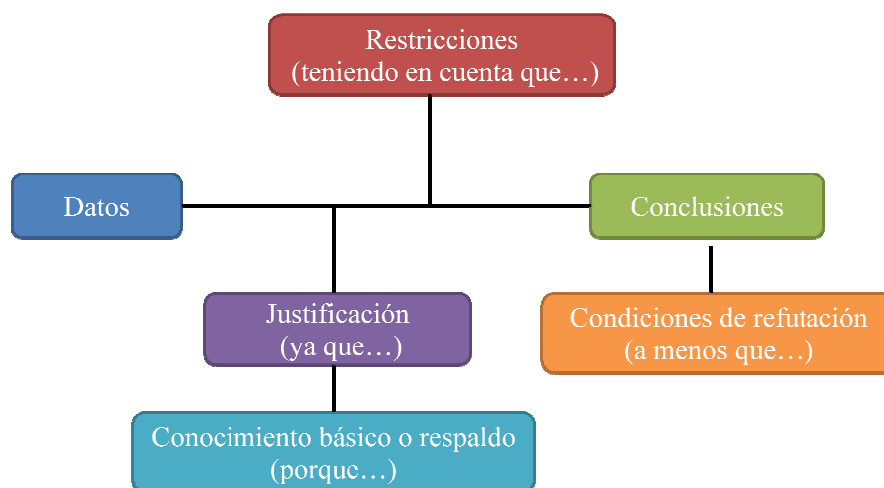 Restricciones
(teniendo en cuenta que…)
Datos
Conclusiones
Justificación
(ya que…)
Condiciones de refutación
(a menos que…)
Conocimiento básico o respaldo
(porque…)